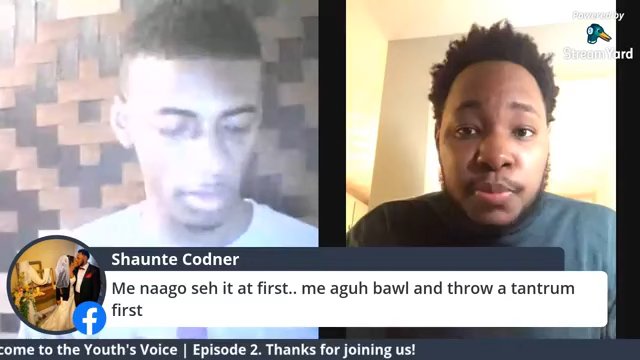 Powered by
StreamYard
Shaunte Codner
Me naago seh it at first.. me aguh bawl and throw a tantrum
first
come to the Youth's Voice | Episode 2. Thanks for joining us!